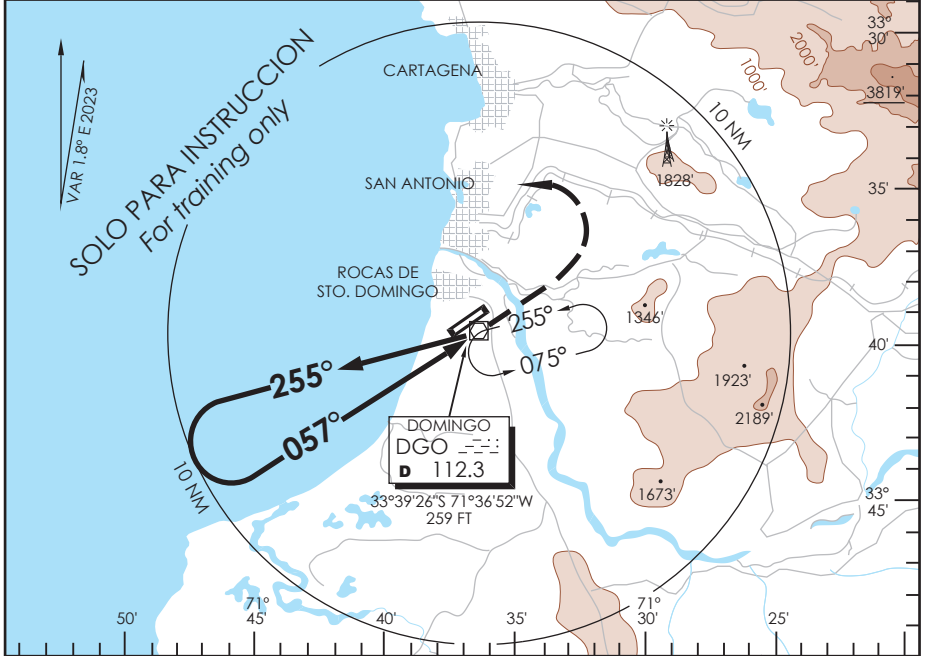 33°
30'
2000'
1000'
3819'
CARTAGENA
10 NM
VAR 1.8° E 2023
SOLO PARA INSTRUCCION
For training only
1828'
SAN ANTONIO
35'
ROCAS DE
STO. DOMINGO
1346'
255°
075°
40'
255°
1923'
057°
2189'
DOMINGO
DGO
D 112.3
33°39'26"S 71°36'52"W
259 FT
10 NM
1673'
33°
45'
50'
71°
45'
40'
35'
71°
30'
25'